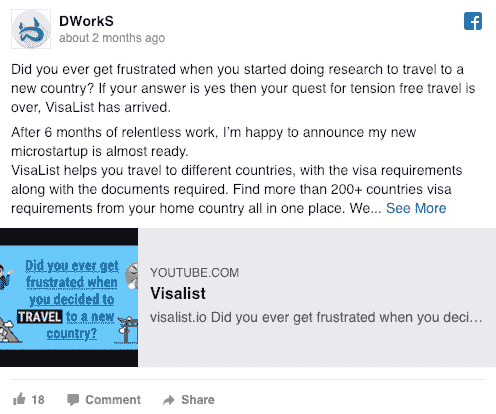 DWorkS
about 2 months ago
Did you ever get frustrated when you started doing research to travel to a
new country? If your answer is yes then your quest for tension free travel is
over, VisaList has arrived.
After 6 months of relentless work, I'm happy to announce my new
microstartup is almost ready.
VisaList helps you travel to different countries, with the visa requirements
along with the documents required. Find more than 200+ countries visa
requirements from your home country all in one place. We... See More
Did you ever get
frustrated when
you decided to
TRAVEL to a new
country?
YOUTUBE.COM
Visalist
visalist.io Did you ever get frustrated when you deci...
18 Comment Share